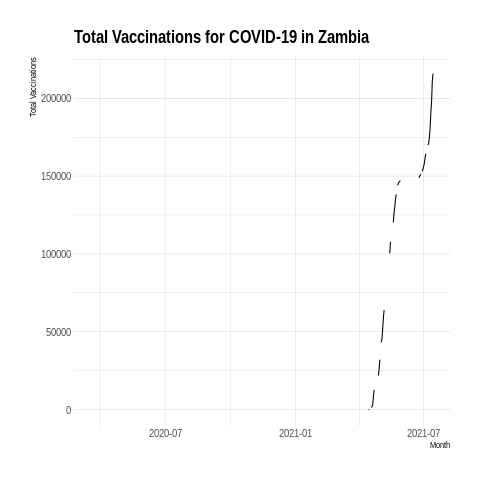 Total Vaccinations for COVID-19 in Zambia
Total Vaccinations
200000
150000
100000
50000
0
2020-07
2021-01
2021-07
Month